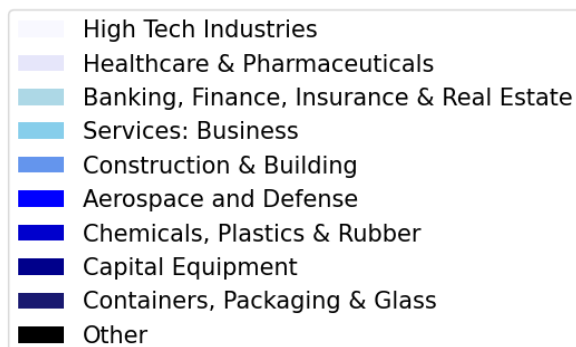 High Tech Industries
Healthcare & Pharmaceuticals
Banking, Finance, Insurance & Real Estate
Services: Business
Construction & Building
Aerospace and Defense
Chemicals, Plastics & Rubber
Capital Equipment
Containers, Packaging & Glass
Other